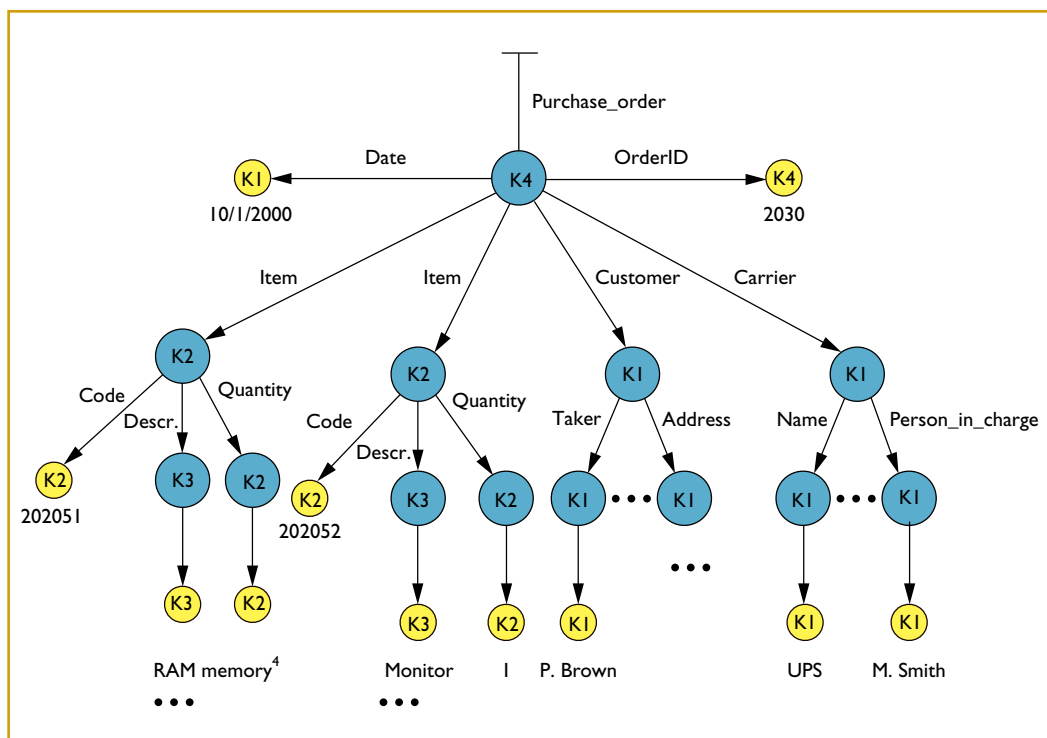 Purchase_order
Date OrderID
K1 K4 K4
10/1/2000 2030
Item Item Customer Carrier
K2 K2 K1 K1
Code Descr. Quantity Code Descr. Quantity Taker Address Name Person_in_charge
K2 K3 K2 K2 K3 K2 K1 ••• K1 K1 ••• K1
202051 202052
•••
K3 K2 K3 K2 K1 K1 K1
RAM memory⁴ Monitor 1 P. Brown UPS M. Smith
••• •••